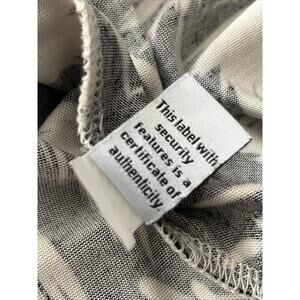 This label with
security
features is a
certificate of
authenticity.